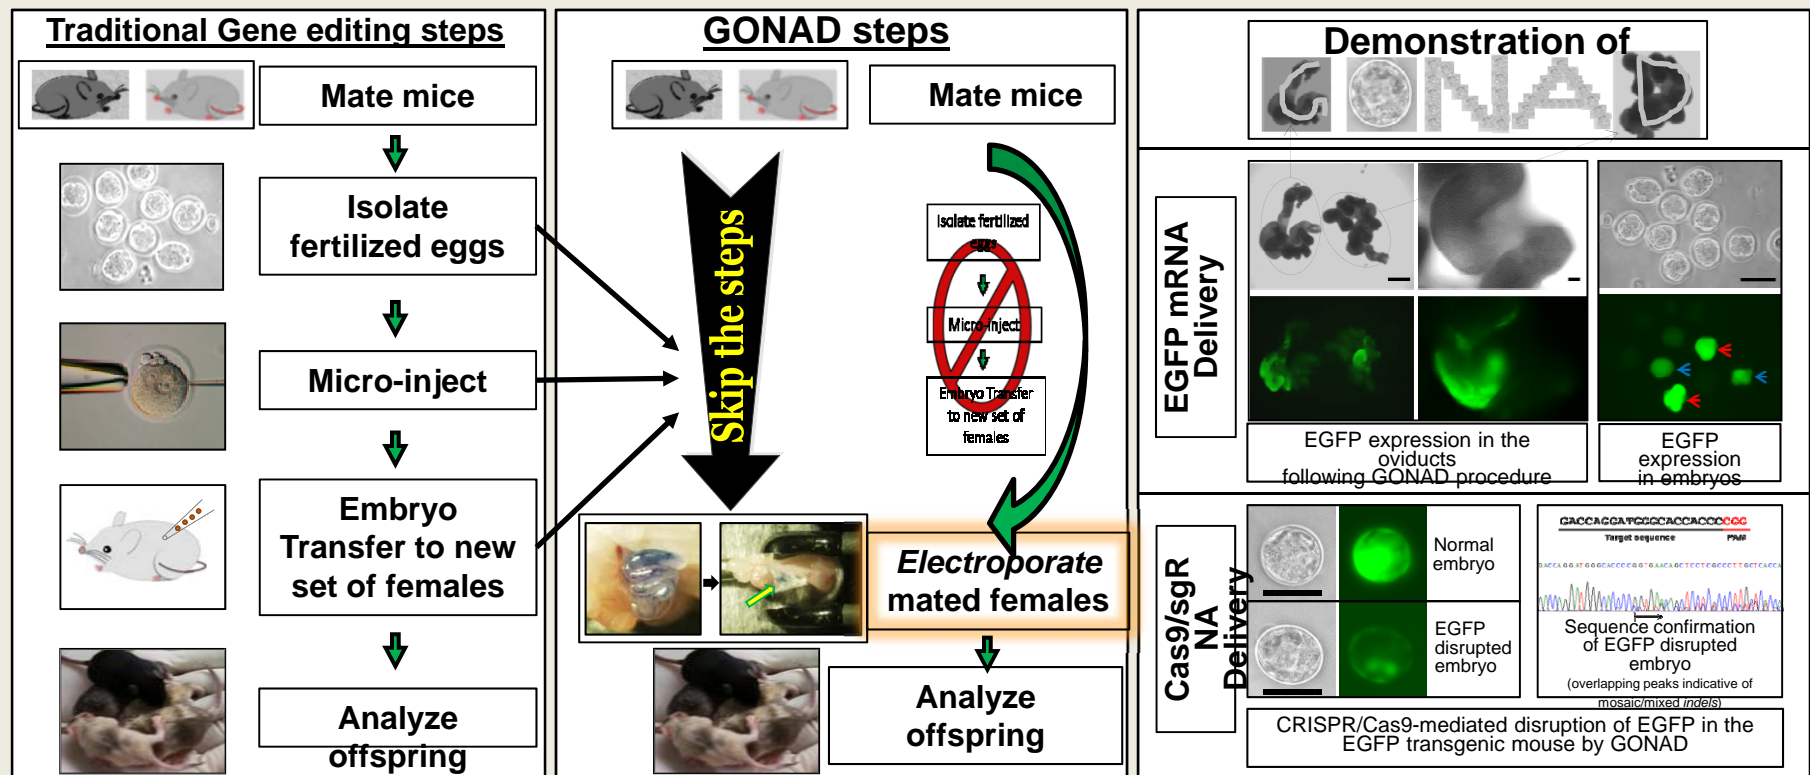 Traditional Gene editing steps
Mate mice
Isolate
fertilized eggs
Micro-inject
Embryo
Transfer to new
set of females
Analyze
offspring
GONAD steps
Mate mice
Skip the steps
Isolate fertilized
eggs
Micro-inject
Embryo Transfer
to new set of
females
Electroporate
mated females
Analyze
offspring
Demonstration of
G NAD
EGFP mRNA
Delivery
EGFP expression in the
oviducts
following GONAD procedure
EGFP
expression
in embryos
Cas9/sgR
NA
Delivery
Normal
embryo
EGFP
disrupted
embryo
GACCAGGATGGGCACCACCCCGG
Target sequence PAM
GACCAGGATGGGCACCCCGGTGAACAGCTCCTCGCCCTTGCTCACCA
Sequence confirmation
of EGFP disrupted
embryo
(overlapping peaks indicative of
mosaic/mixed indels)
CRISPR/Cas9-mediated disruption of EGFP in the
EGFP transgenic mouse by GONAD